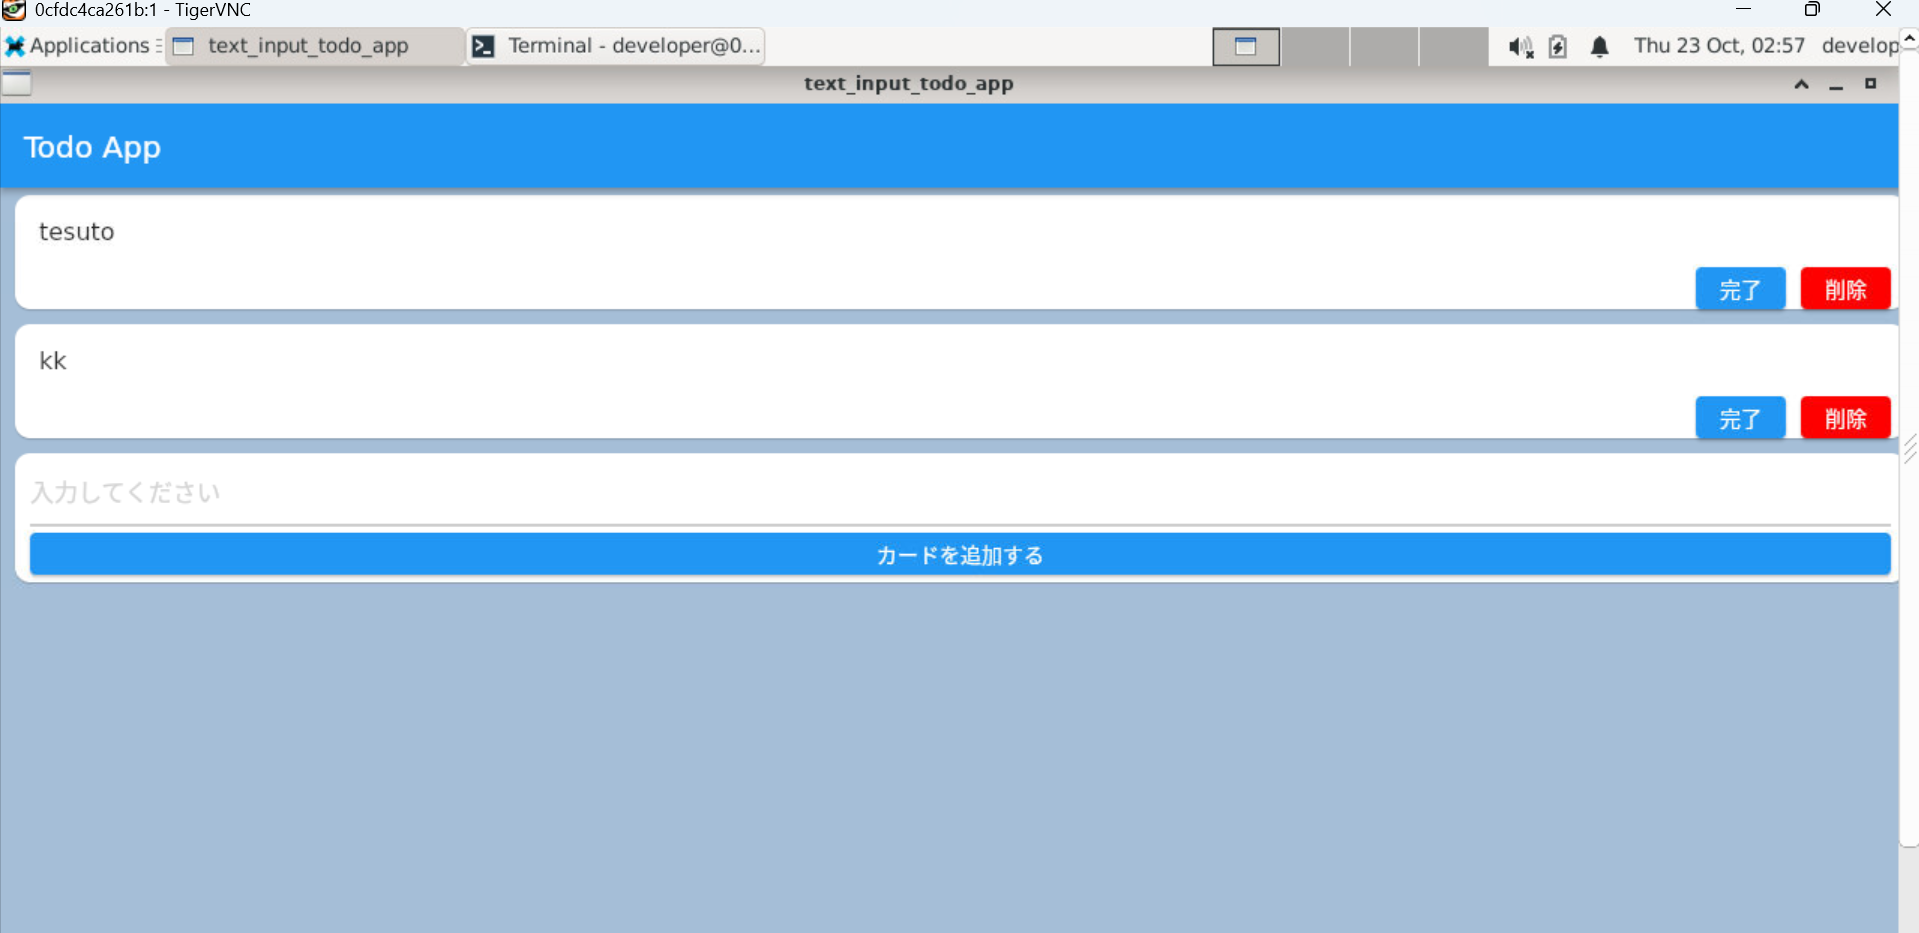 0cfdc4ca261b:1 - TigerVNC
Applications text_input_todo_app Terminal - developer@0... Thu 23 Oct, 02:57 develop
text_input_todo_app
Todo App
tesuto
完了 削除
kk
完了 削除
入力してください
カードを追加する